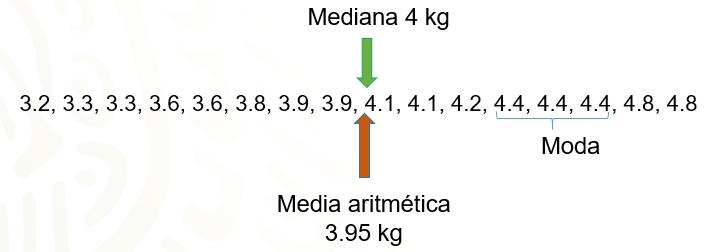 Mediana 4 kg
3.2, 3.3, 3.3, 3.6, 3.6, 3.8, 3.9, 3.9, 4.1, 4.1, 4.2, 4.4, 4.4, 4.4, 4.8, 4.8
Moda
Media aritmética
3.95 kg